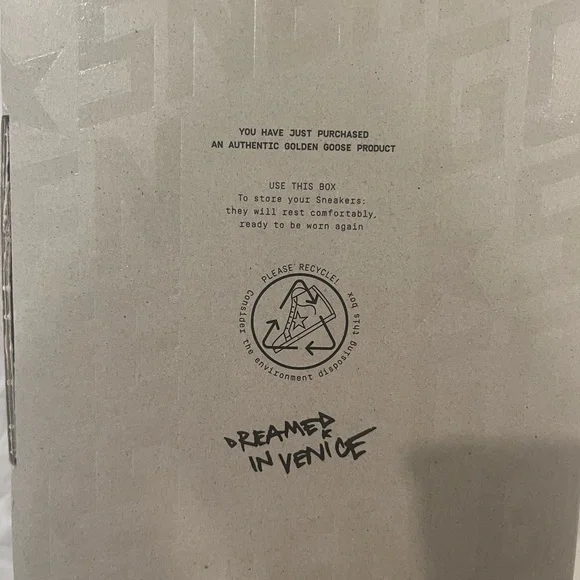 YOU HAVE JUST PURCHASED
AN AUTHENTIC GOLDEN GOOSE PRODUCT
USE THIS BOX
To store your Sneakers:
they will rest comfortably,
ready to be worn again
PLEASE RECYCLE!
Consider the environment disposing this box
DREAMED
IN VENICE